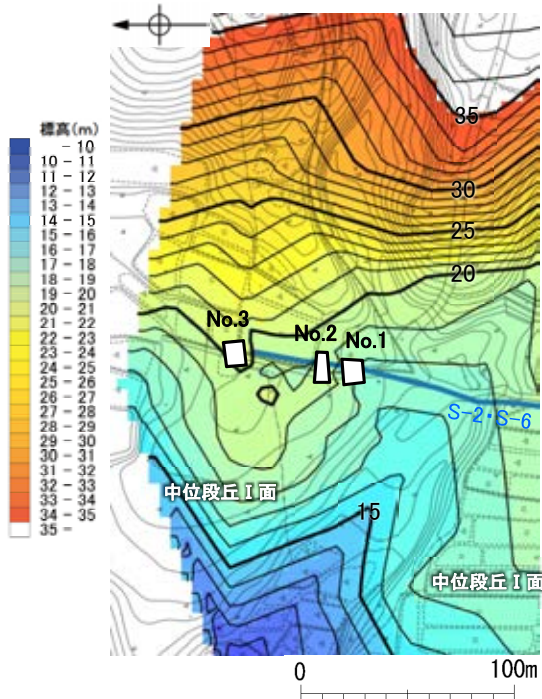 標高(m)
- 10
10 - 11
11 - 12
12 - 13
13 - 14
14 - 15
15 - 16
16 - 17
17 - 18
18 - 19
19 - 20
20 - 21
21 - 22
22 - 23
23 - 24
24 - 25
25 - 26
26 - 27
27 - 28
28 - 29
29 - 30
30 - 31
31 - 32
32 - 33
33 - 34
34 - 35
35 -
35
30
25
20
No.3
No.2
No.1
S-2・S-6
中位段丘Ⅰ面
15
中位段丘Ⅰ面
0
100m